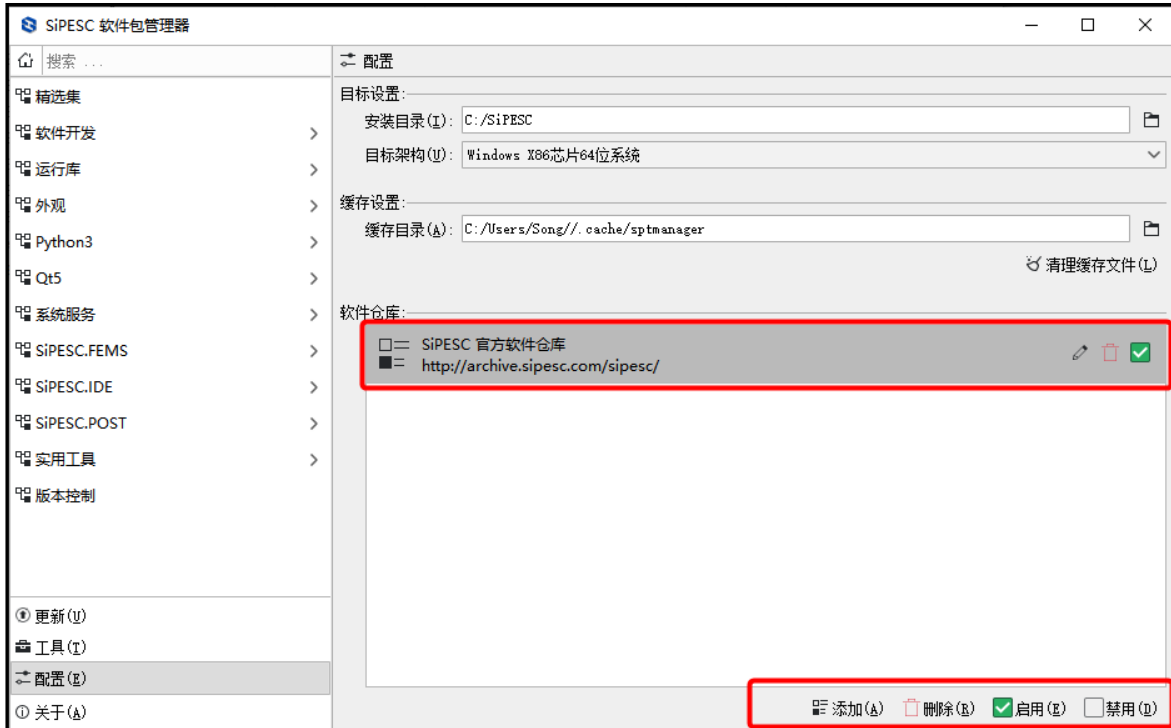 SiPESC 软件包管理器
搜索 ...
精选集
软件开发
运行库
外观
Python3
Qt5
系统服务
SiPESC.FEMS
SiPESC.IDE
SiPESC.POST
实用工具
版本控制
更新(U)
工具(T)
配置(E)
关于(A)
配置
目标设置:
安装目录(I): C:/SiPESC
目标架构(U): Windows X86芯片64位系统
缓存设置:
缓存目录(A): C:/Users/Song//.cache/sptmanager
清理缓存文件(L)
软件仓库:
SiPESC 官方软件仓库
http://archive.sipesc.com/sipesc/
添加(A) 删除(R) 启用(E) 禁用(D)